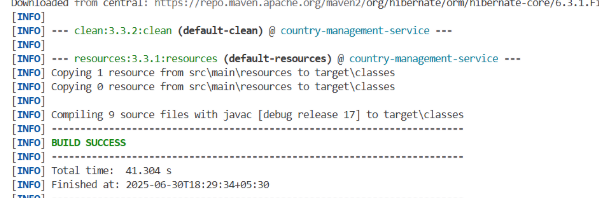 Downloaded from central: https://repo.maven.apache.org/maven2/org/hibernate/orm/hibernate-core/6.3.1.Fi
[INFO]
[INFO] --- clean:3.3.2:clean (default-clean) @ country-management-service ---
[INFO]
[INFO] --- resources:3.3.1:resources (default-resources) @ country-management-service ---
[INFO] Copying 1 resource from src\main\resources to target\classes
[INFO] Copying 0 resource from src\main\resources to target\classes
[INFO]
[INFO] Compiling 9 source files with javac [debug release 17] to target\classes
[INFO] ------------------------------------------------------------------------
[INFO] BUILD SUCCESS
[INFO] ------------------------------------------------------------------------
[INFO] Total time:  41.304 s
[INFO] Finished at: 2025-06-30T18:29:34+05:30
[INFO] ------------------------------------------------------------------------